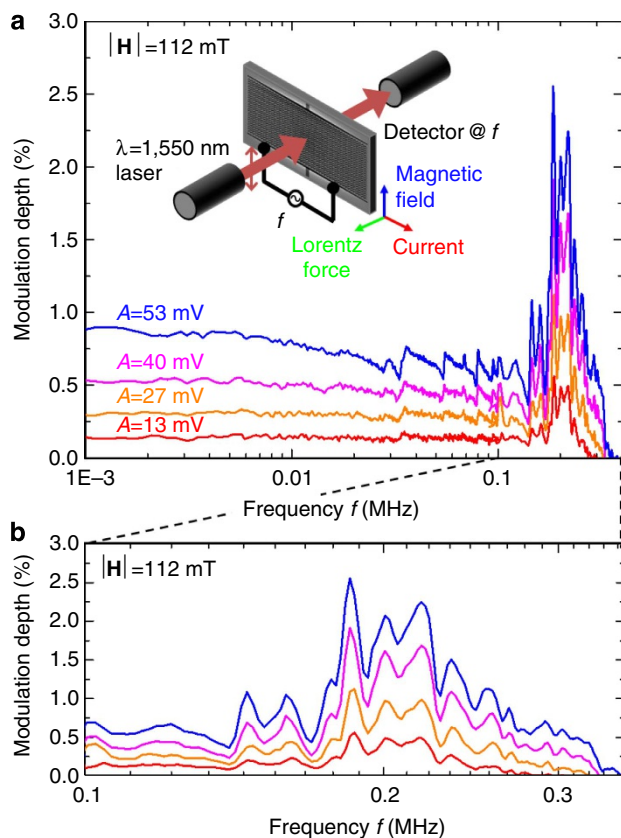 a
3.0
2.5
2.0
1.5
1.0
0.5
0.0
Modulation depth (%)
|H|=112 mT
λ=1,550 nm
laser
Detector @ f
f
Magnetic
field
Lorentz
force
Current
A=53 mV
A=40 mV
A=27 mV
A=13 mV
1E–3
0.01
0.1
Frequency f (MHz)
b
3.0
2.5
2.0
1.5
1.0
0.5
0.0
Modulation depth (%)
|H|=112 mT
0.1
0.2
0.3
Frequency f (MHz)